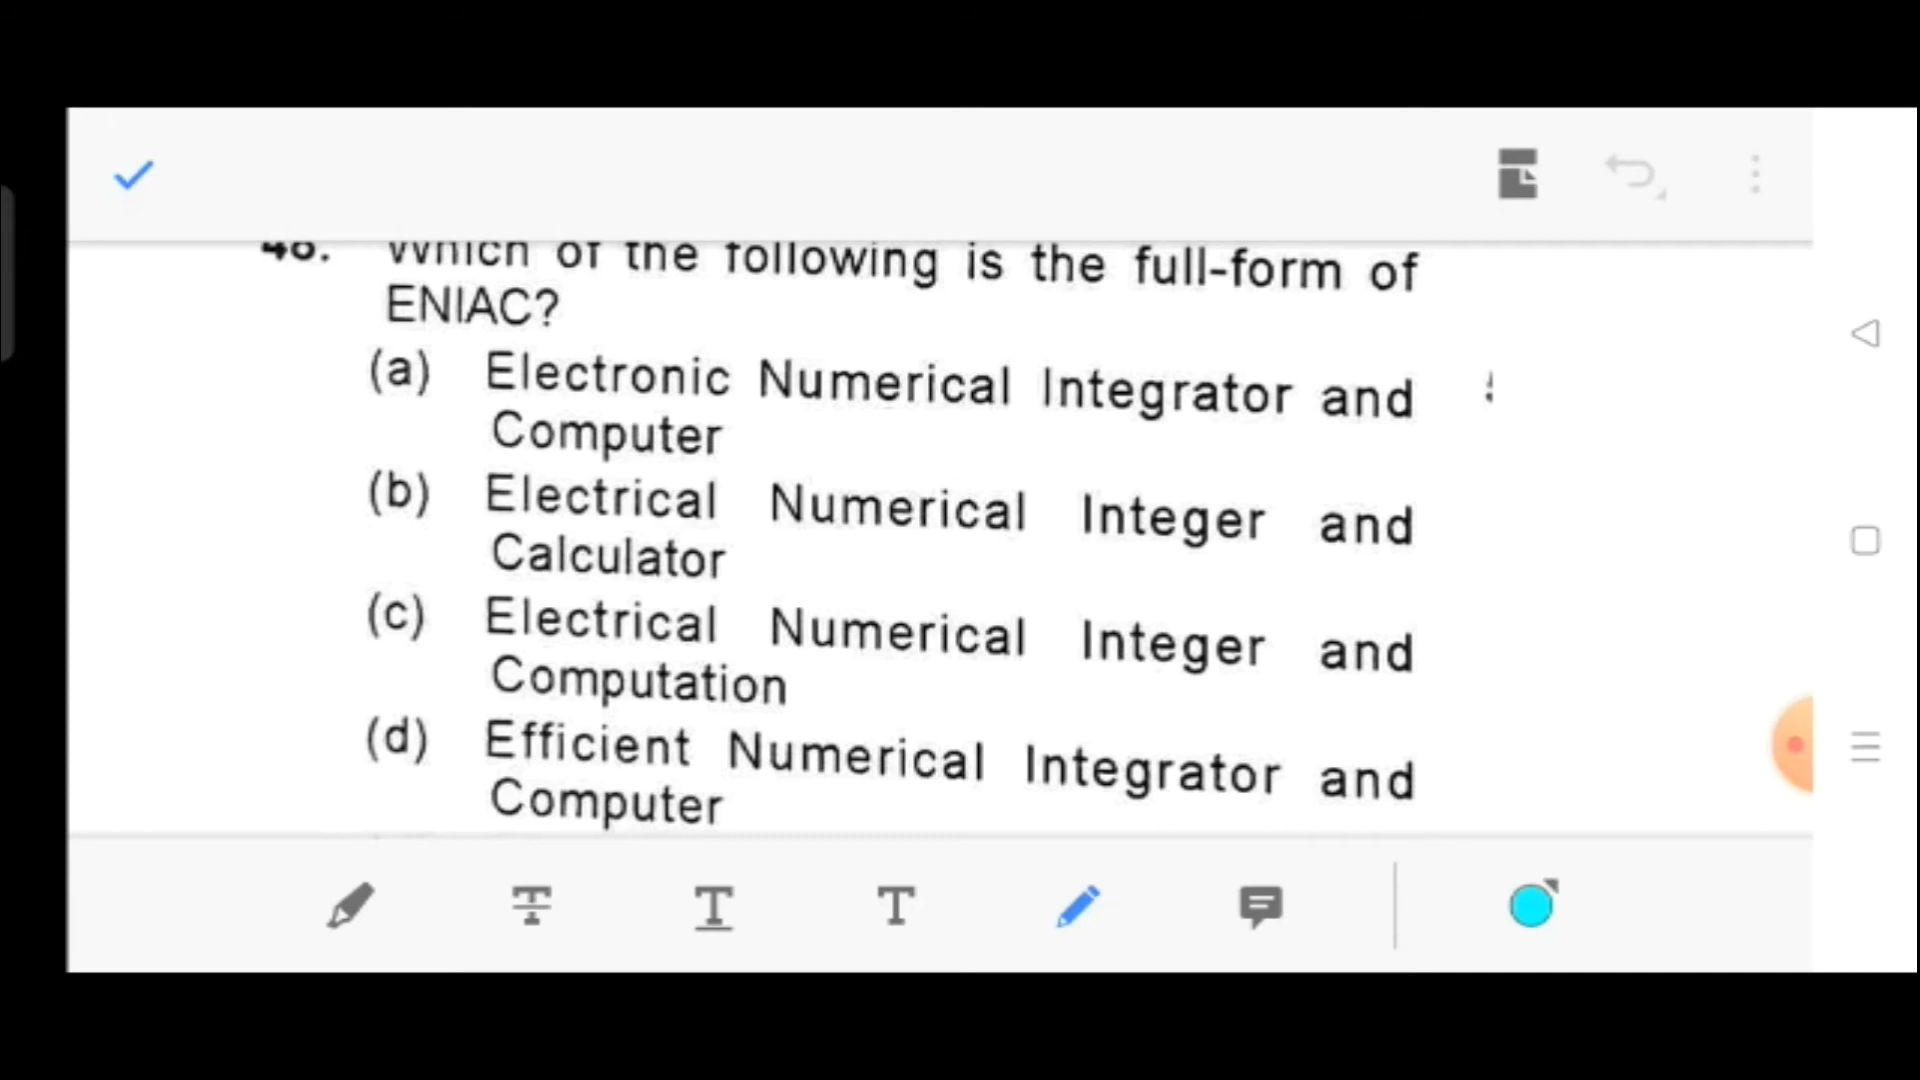 Which of the following is the full-form of
ENIAC?
(a) Electronic Numerical Integrator and
Computer
(b) Electrical Numerical Integer and
Calculator
(c) Electrical Numerical Integer and
Computation
(d) Efficient Numerical Integrator and
Computer